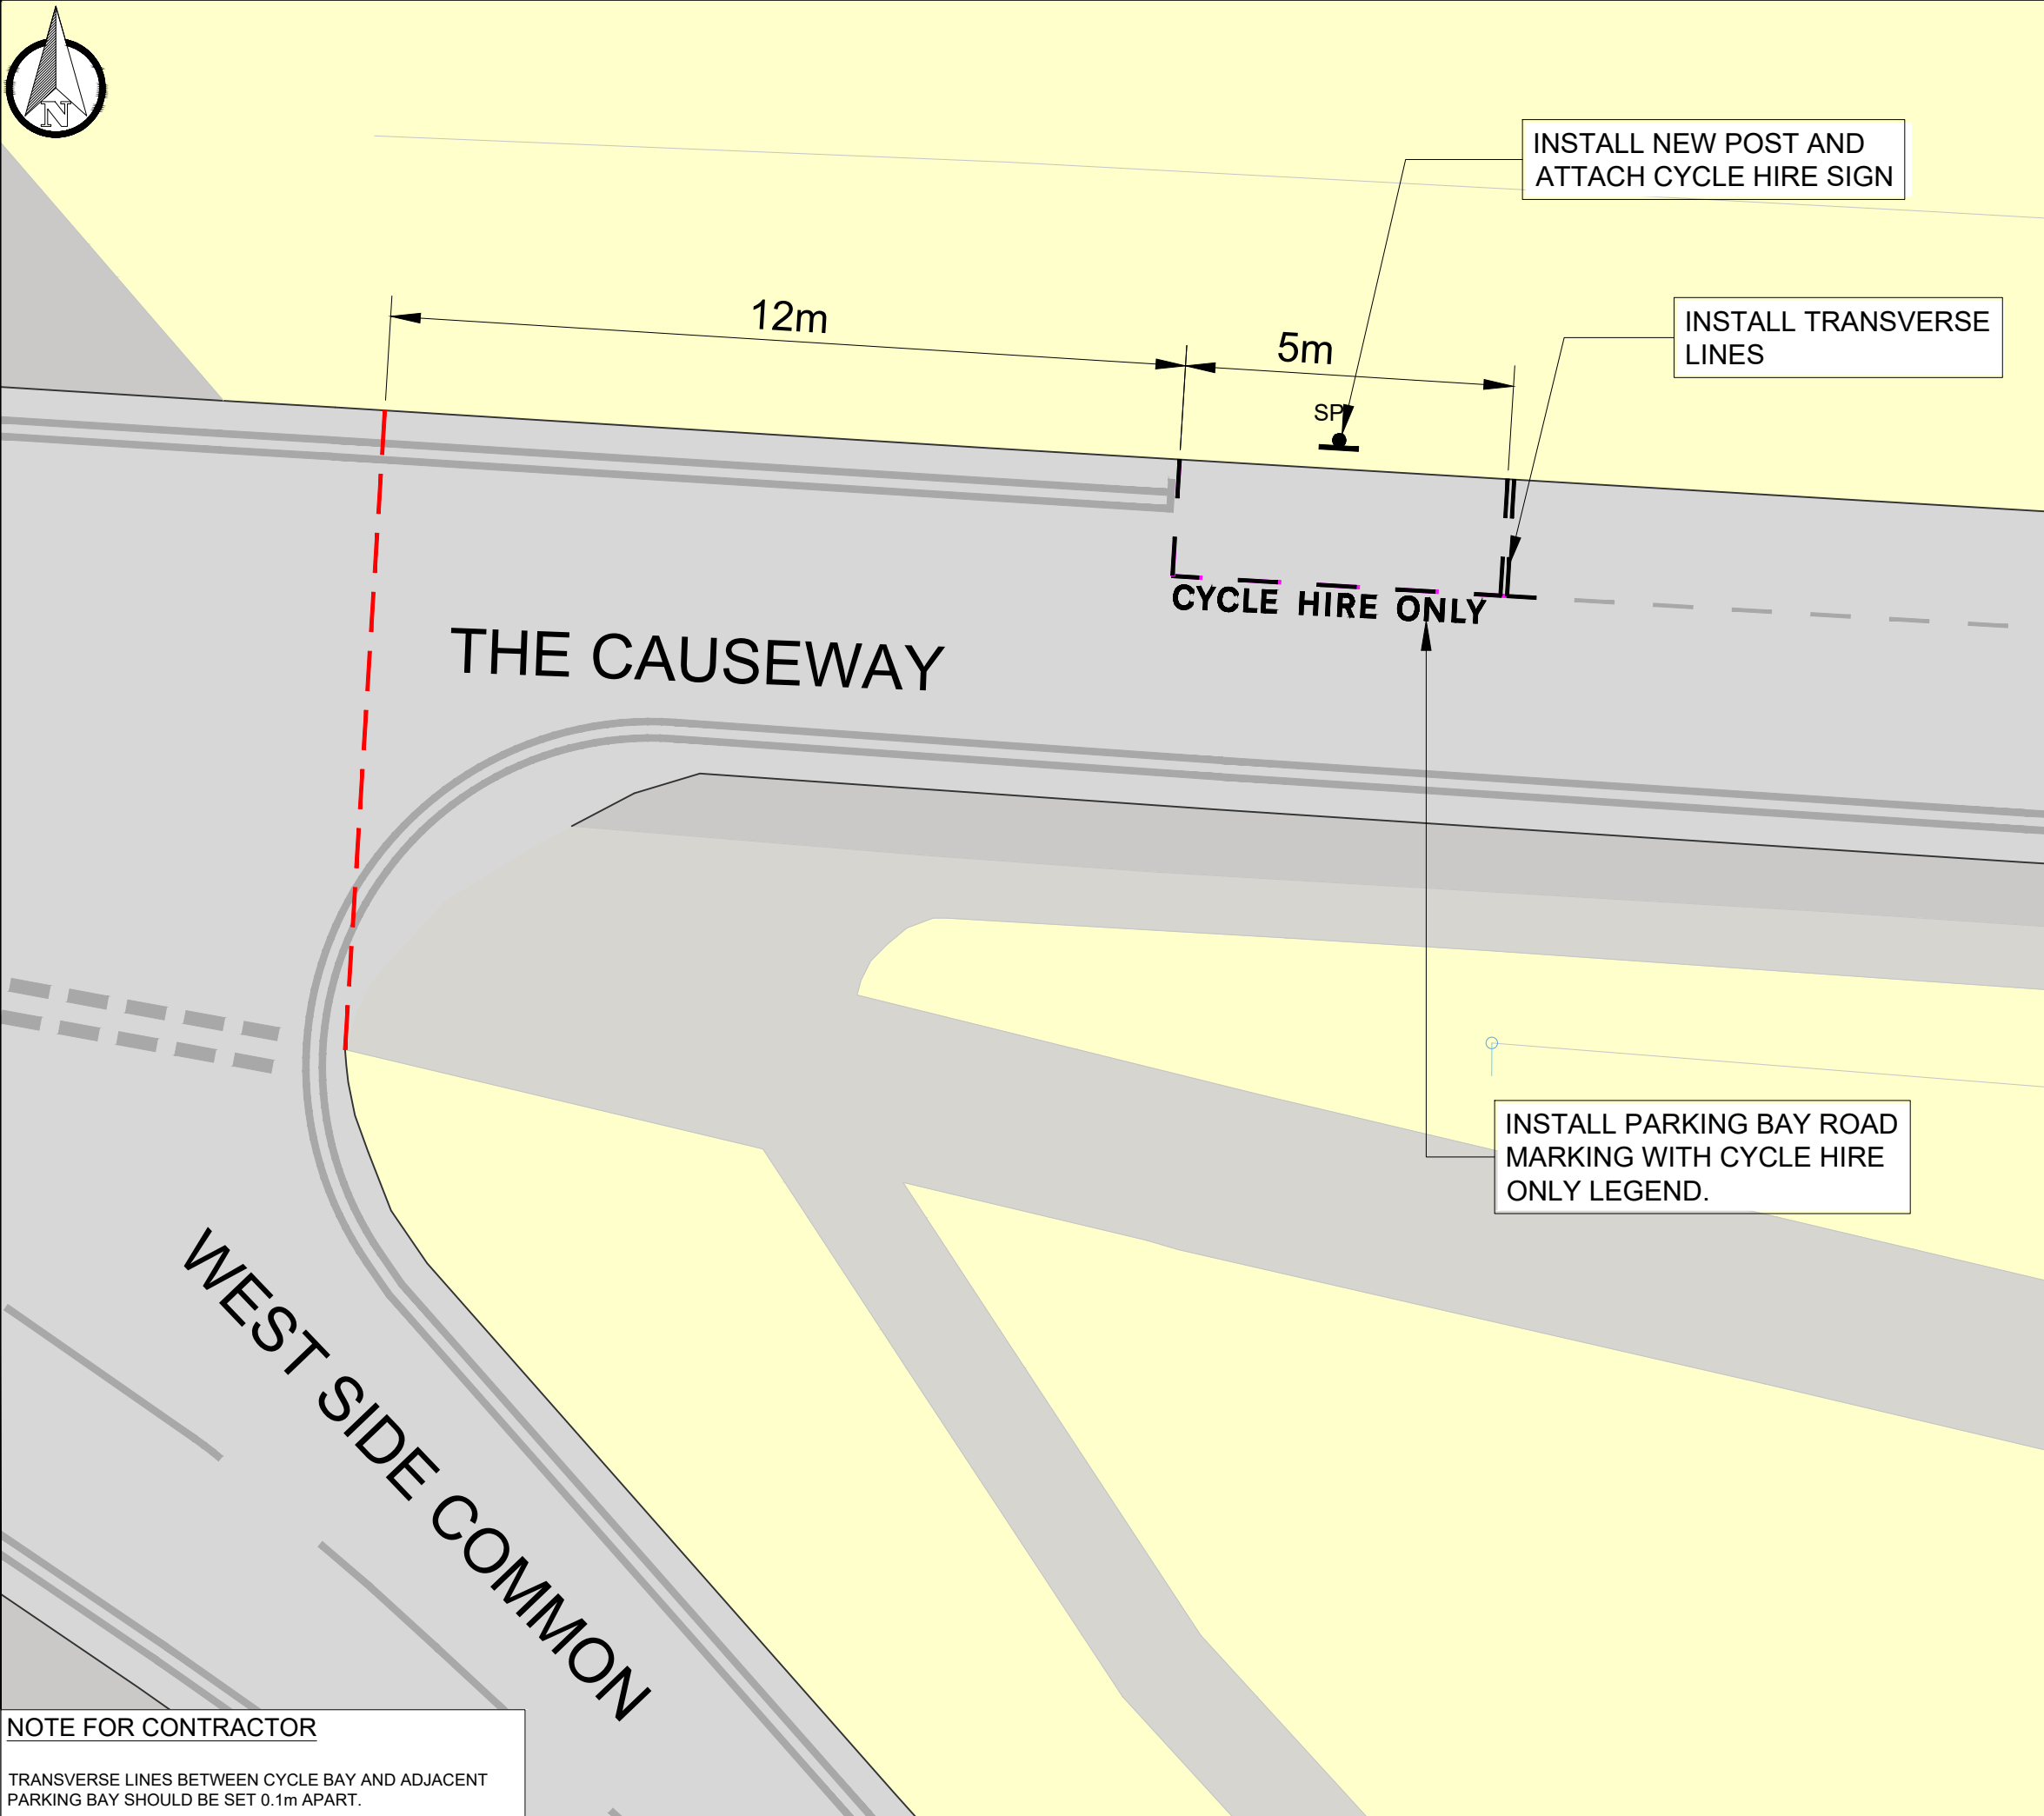 N
INSTALL NEW POST AND
ATTACH CYCLE HIRE SIGN
12m
5m
INSTALL TRANSVERSE
LINES
SP
CYCLE HIRE ONLY
THE CAUSEWAY
INSTALL PARKING BAY ROAD
MARKING WITH CYCLE HIRE
ONLY LEGEND.
WEST SIDE COMMON
NOTE FOR CONTRACTOR
TRANSVERSE LINES BETWEEN CYCLE BAY AND ADJACENT
PARKING BAY SHOULD BE SET 0.1m APART.